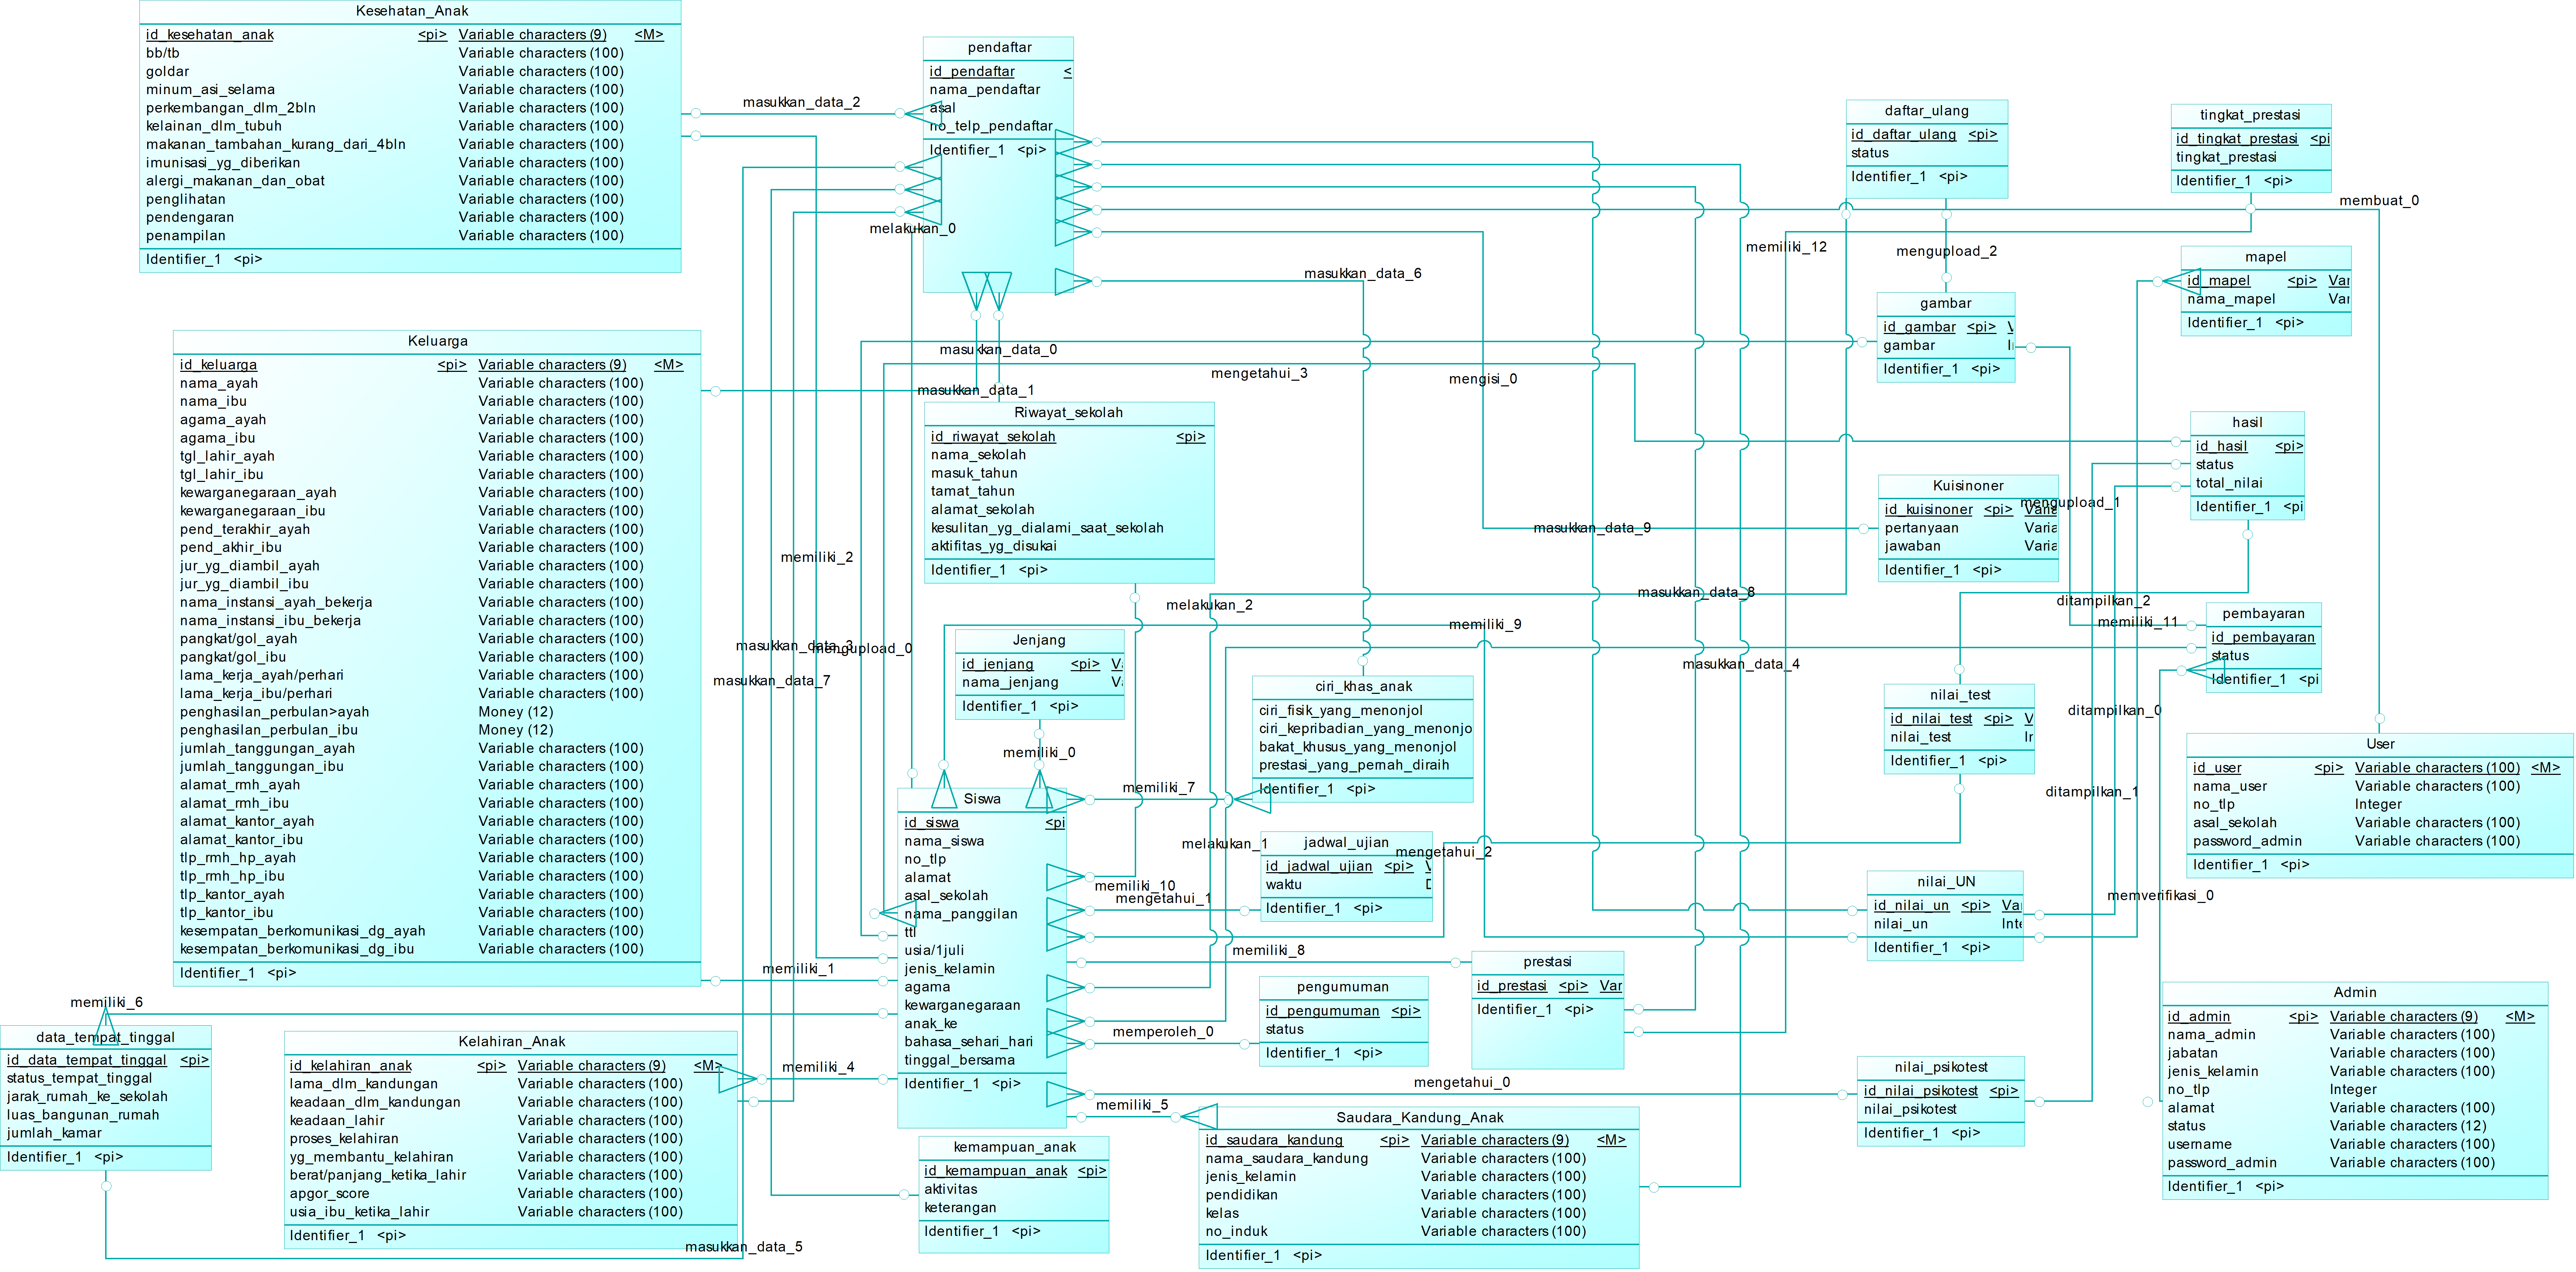 Kesehatan_Anak
id_kesehatan_anak <pi> Variable characters (9) <M>
bb/tb Variable characters (100)
goldar Variable characters (100)
minum_asi_selama Variable characters (100)
perkembangan_dlm_2bln Variable characters (100)
kelainan_dlm_tubuh Variable characters (100)
makanan_tambahan_kurang_dari_4bln Variable characters (100)
imunisasi_yg_diberikan Variable characters (100)
alergi_makanan_dan_obat Variable characters (100)
penglihatan Variable characters (100)
pendengaran Variable characters (100)
penampilan Variable characters (100)
Identifier_1 <pi>
masukkan_data_2
pendaftar
id_pendaftar <
nama_pendaftar
asal
no_telp_pendaftar
Identifier_1 <pi>
melakukan_0
daftar_ulang
id_daftar_ulang <pi>
status
Identifier_1 <pi>
tingkat_prestasi
id_tingkat_prestasi <pi
tingkat_prestasi
Identifier_1 <pi>
membuat_0
memiliki_12
mengupload_2
masukkan_data_6
mapel
id_mapel <pi> Var
nama_mapel Var
Identifier_1 <pi>
gambar
id_gambar <pi> V
gambar I
Identifier_1 <pi>
masukkan_data_0
mengetahui_3
mengisi_0
masukkan_data_1
Keluarga
id_keluarga <pi> Variable characters (9) <M>
nama_ayah Variable characters (100)
nama_ibu Variable characters (100)
agama_ayah Variable characters (100)
agama_ibu Variable characters (100)
tgl_lahir_ayah Variable characters (100)
tgl_lahir_ibu Variable characters (100)
kewarganegaraan_ayah Variable characters (100)
kewarganegaraan_ibu Variable characters (100)
pend_terakhir_ayah Variable characters (100)
pend_akhir_ibu Variable characters (100)
jur_yg_diambil_ayah Variable characters (100)
jur_yg_diambil_ibu Variable characters (100)
nama_instansi_ayah_bekerja Variable characters (100)
nama_instansi_ibu_bekerja Variable characters (100)
pangkat/gol_ayah Variable characters (100)
pangkat/gol_ibu Variable characters (100)
lama_kerja_ayah/perhari Variable characters (100)
lama_kerja_ibu/perhari Variable characters (100)
penghasilan_perbulan>ayah Money (12)
penghasilan_perbulan_ibu Money (12)
jumlah_tanggungan_ayah Variable characters (100)
jumlah_tanggungan_ibu Variable characters (100)
alamat_rmh_ayah Variable characters (100)
alamat_rmh_ibu Variable characters (100)
alamat_kantor_ayah Variable characters (100)
alamat_kantor_ibu Variable characters (100)
tlp_rmh_hp_ayah Variable characters (100)
tlp_rmh_hp_ibu Variable characters (100)
tlp_kantor_ayah Variable characters (100)
tlp_kantor_ibu Variable characters (100)
kesempatan_berkomunikasi_dg_ayah Variable characters (100)
kesempatan_berkomunikasi_dg_ibu Variable characters (100)
Identifier_1 <pi>
Riwayat_sekolah
id_riwayat_sekolah <pi>
nama_sekolah
masuk_tahun
tamat_tahun
alamat_sekolah
kesulitan_yg_dialami_saat_sekolah
aktifitas_yg_disukai
Identifier_1 <pi>
hasil
id_hasil <pi>
status
total_nilai
Identifier_1 <pi
Kuisinoner
id_kuisinoner <pi> Varia
pertanyaan Varia
jawaban Varia
Identifier_1 <pi>
mengupload_1
masukkan_data_9
memiliki_2
masukkan_data_8
melakukan_2
ditampilkan_2
memiliki_9
memiliki_11
pembayaran
id_pembayaran
status
Identifier_1 <pi
masukkan_data_3
mengupload_0
masukkan_data_7
masukkan_data_4
Jenjang
id_jenjang <pi> Va
nama_jenjang Va
Identifier_1 <pi>
memiliki_0
ciri_khas_anak
ciri_fisik_yang_menonjol
ciri_kepribadian_yang_menonjo
bakat_khusus_yang_menonjol
prestasi_yang_pernah_diraih
Identifier_1 <pi>
nilai_test
id_nilai_test <pi> V
nilai_test Ir
Identifier_1 <pi>
ditampilkan_0
User
id_user <pi> Variable characters (100) <M>
nama_user Variable characters (100)
no_tlp Integer
asal_sekolah Variable characters (100)
password_admin Variable characters (100)
Identifier_1 <pi>
ditampilkan_1
memiliki_7
Siswa
id_siswa <pi
nama_siswa
no_tlp
alamat
asal_sekolah
nama_panggilan
ttl
usia/1juli
jenis_kelamin
agama
kewarganegaraan
anak_ke
bahasa_sehari_hari
tinggal_bersama
Identifier_1 <pi>
melakukan_1
jadwal_ujian
id_jadwal_ujian <pi> V
waktu D
Identifier_1 <pi>
mengetahui_2
memiliki_10
mengetahui_1
nilai_UN
id_nilai_un <pi> Var
nilai_un Inte
Identifier_1 <pi>
memverifikasi_0
memiliki_8
prestasi
id_prestasi <pi> Var
Identifier_1 <pi>
memiliki_1
pengumuman
id_pengumuman <pi>
status
Identifier_1 <pi>
memperoleh_0
memiliki_6
data_tempat_tinggal
id_data_tempat_tinggal <pi>
status_tempat_tinggal
jarak_rumah_ke_sekolah
luas_bangunan_rumah
jumlah_kamar
Identifier_1 <pi>
Kelahiran_Anak
id_kelahiran_anak <pi> Variable characters (9) <M>
lama_dlm_kandungan Variable characters (100)
keadaan_dlm_kandungan Variable characters (100)
keadaan_lahir Variable characters (100)
proses_kelahiran Variable characters (100)
yg_membantu_kelahiran Variable characters (100)
berat/panjang_ketika_lahir Variable characters (100)
apgor_score Variable characters (100)
usia_ibu_ketika_lahir Variable characters (100)
Identifier_1 <pi>
memiliki_4
mengetahui_0
memiliki_5
Admin
id_admin <pi> Variable characters (9) <M>
nama_admin Variable characters (100)
jabatan Variable characters (100)
jenis_kelamin Variable characters (100)
no_tlp Integer
alamat Variable characters (100)
status Variable characters (12)
username Variable characters (100)
password_admin Variable characters (100)
Identifier_1 <pi>
nilai_psikotest
id_nilai_psikotest <pi>
nilai_psikotest
Identifier_1 <pi>
Saudara_Kandung_Anak
id_saudara_kandung <pi> Variable characters (9) <M>
nama_saudara_kandung Variable characters (100)
jenis_kelamin Variable characters (100)
pendidikan Variable characters (100)
kelas Variable characters (100)
no_induk Variable characters (100)
Identifier_1 <pi>
kemampuan_anak
id_kemampuan_anak <pi>
aktivitas
keterangan
Identifier_1 <pi>
masukkan_data_5